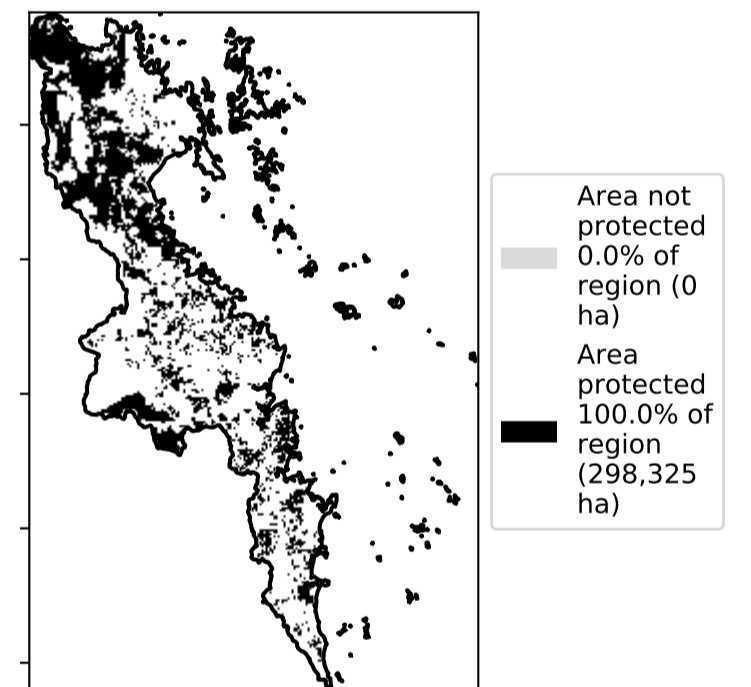 Area not
protected
0.0% of
region (0
ha)
Area
protected
100.0% of
region
(298,325
ha)